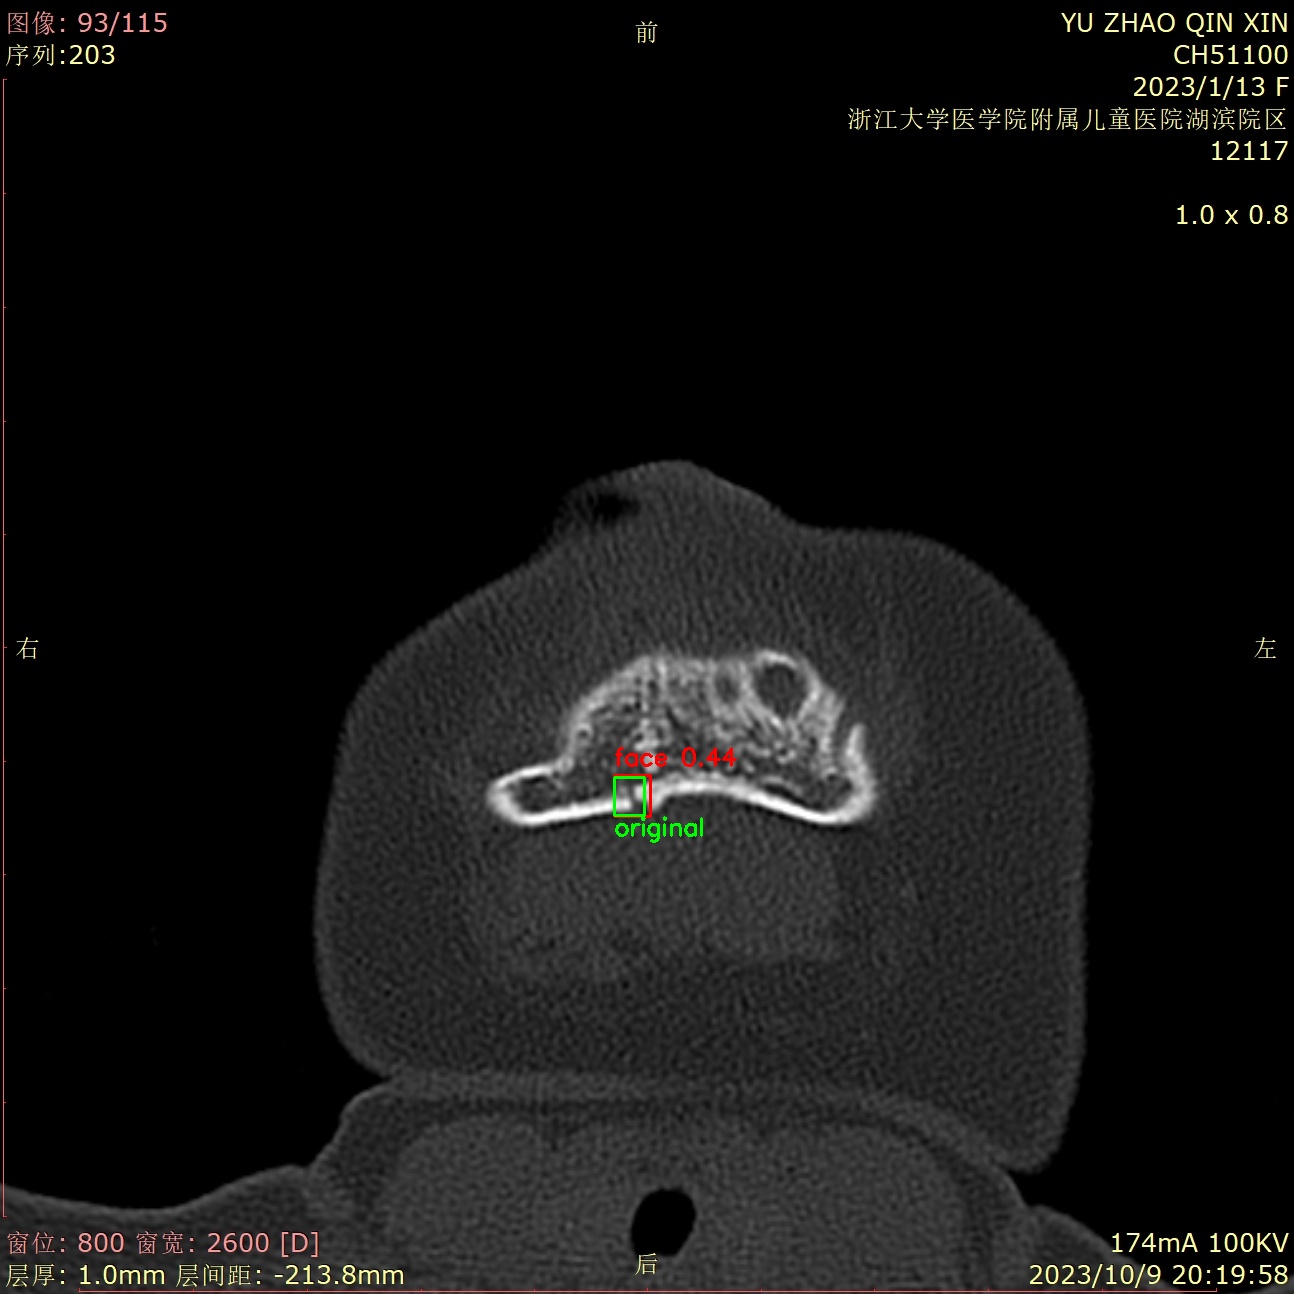 图像: 93/115
序列:203
前
YU ZHAO QIN XIN
CH51100
2023/1/13 F
浙江大学医学院附属儿童医院湖滨院区
12117
1.0 x 0.8
右
左
face 0.44
original
窗位: 800 窗宽: 2600 [D]
层厚: 1.0mm 层间距: -213.8mm
后
174mA 100KV
2023/10/9 20:19:58